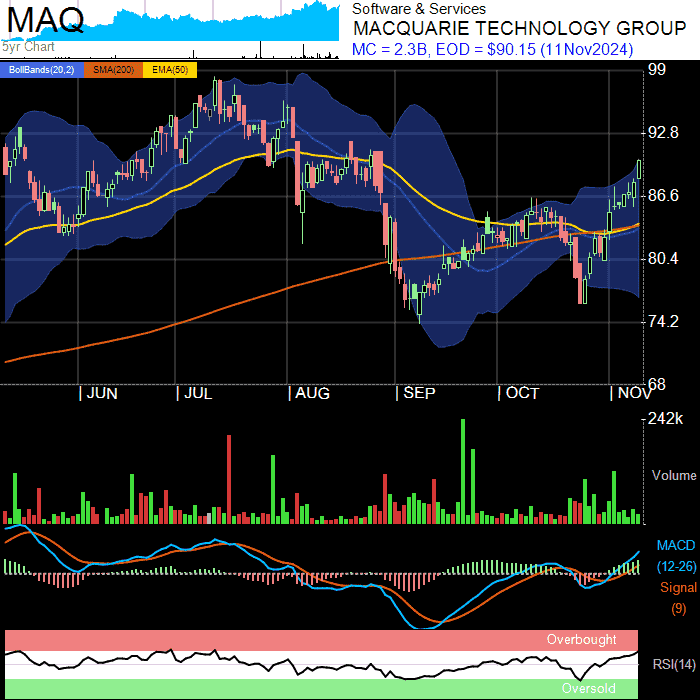 MAQ
5yr Chart
Software & Services
MACQUARIE TECHNOLOGY GROUP
MC = 2.3B, EOD = $90.15 (11Nov2024)
BollBands(20,2) SMA(200) EMA(50)
99
92.8
86.6
80.4
74.2
68
| JUN | JUL | AUG | SEP | OCT | NOV
242k
Volume
MACD
(12-26)
Signal
(9)
Overbought
RSI(14)
Oversold